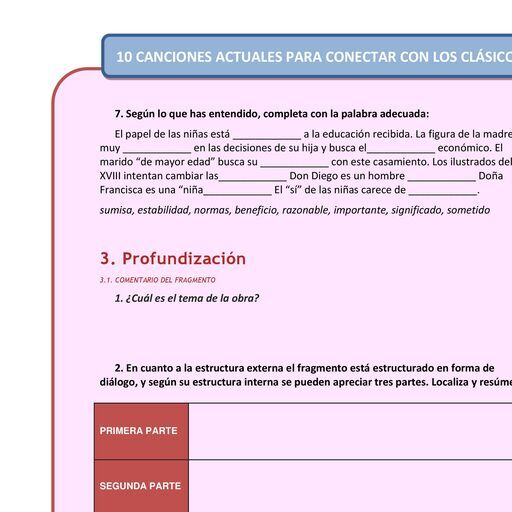 10 CANCIONES ACTUALES PARA CONECTAR CON LOS CLÁSICO
7. Según lo que has entendido, completa con la palabra adecuada:
El papel de las niñas está ____________ a la educación recibida. La figura de la madre
muy ____________ en las decisiones de su hija y busca el____________ económico. El
marido "de mayor edad" busca su ____________ con este casamiento. Los ilustrados del
XVIII intentan cambiar las____________ Don Diego es un hombre ____________ Doña
Francisca es una "niña____________ El "sí" de las niñas carece de ____________.
sumisa, estabilidad, normas, beneficio, razonable, importante, significado, sometido
3. Profundización
3.1. COMENTARIO DEL FRAGMENTO
1. ¿Cuál es el tema de la obra?
2. En cuanto a la estructura externa el fragmento está estructurado en forma de
diálogo, y según su estructura interna se pueden apreciar tres partes. Localiza y resúme
PRIMERA PARTE
SEGUNDA PARTE